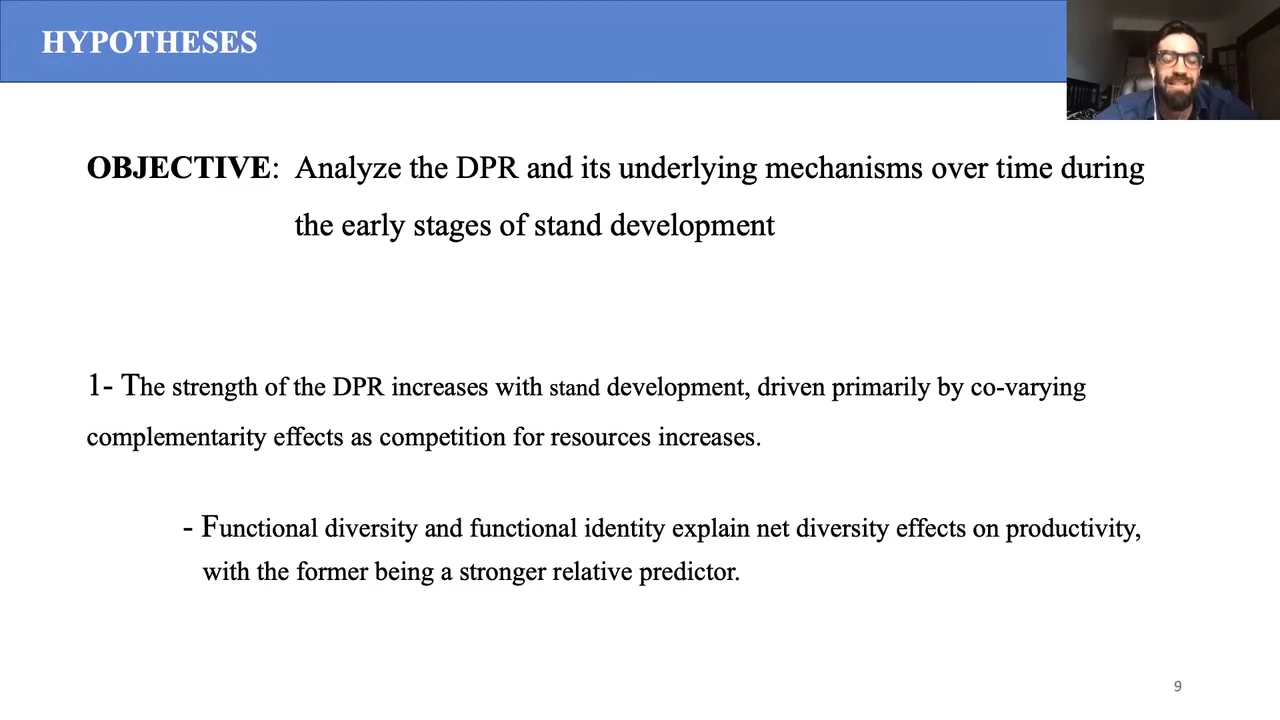 HYPOTHESES
OBJECTIVE: Analyze the DPR and its underlying mechanisms over time during
the early stages of stand development
1- The strength of the DPR increases with stand development, driven primarily by co-varying
complementarity effects as competition for resources increases.
- Functional diversity and functional identity explain net diversity effects on productivity,
with the former being a stronger relative predictor.
9